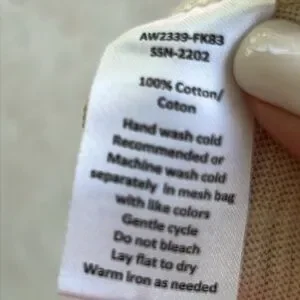 AW2339-FK83
SSN-2202
100% Cotton/
Coton
Hand wash cold
Recommended or
Machine wash cold
separately in mesh bag
with like colors
Gentle cycle
Do not bleach
Lay flat to dry
Warm iron as needed